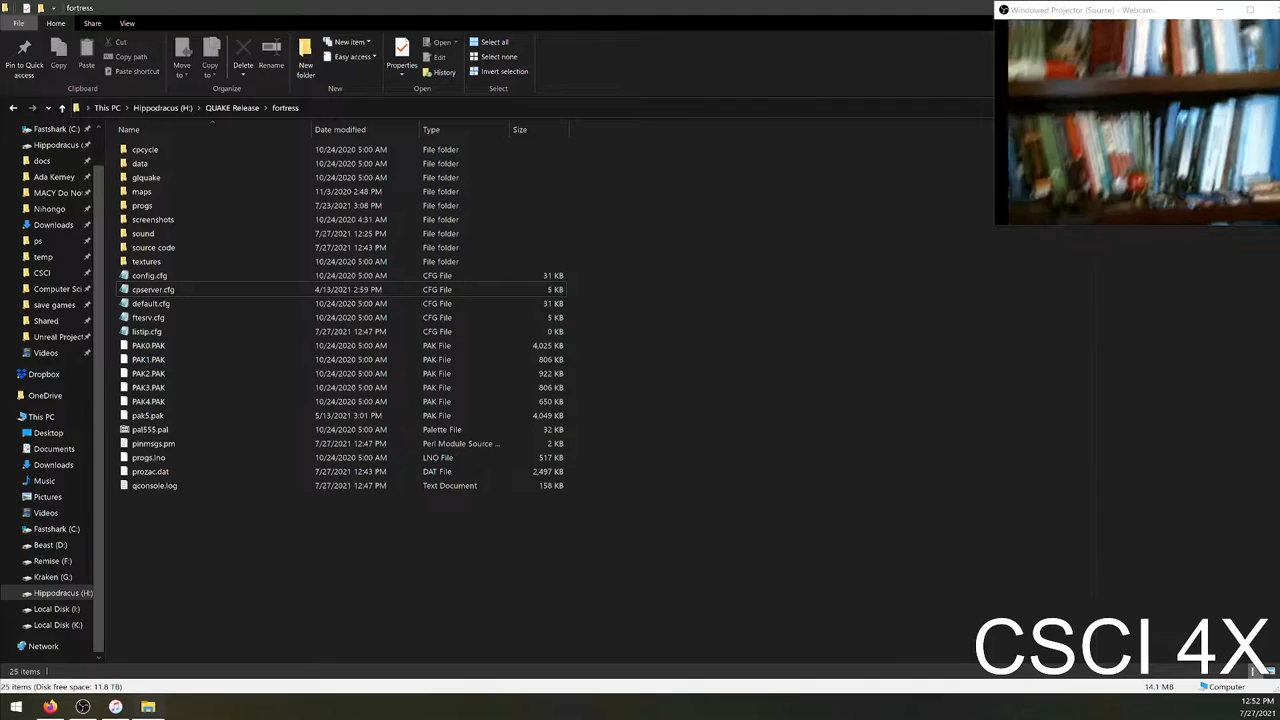 fortress
Windowed Projector (Source) - Webcam.
File Home Share View
Pin to Quick access
Copy
Paste
Cut
Copy path
Paste shortcut
Move to
Copy to
Delete
Rename
New folder
New item
Easy access
Properties
Open
Edit
History
Select all
Select none
Invert selection
Clipboard Organize New Open Select
This PC Hippodracus (H:) QUAKE Release fortress
Name Date modified Type Size
Fastshark (C:)
Hippodracus (
docs
Ada Kerney
MACY Do No
Nihongo
Downloads
ps
temp
CSCI
Computer Sci
save games
Shared
Unreal Project
Videos
Dropbox
OneDrive
This PC
Desktop
Documents
Downloads
Music
Pictures
Videos
Fastshark (C:)
Beast (D:)
Remise (F:)
Kraken (G:)
Hippodracus (H:)
Local Disk (I:)
Local Disk (K:)
Network
cpcycle 10/24/2020 5:00 AM File folder
data 10/24/2020 5:00 AM File folder
glquake 10/24/2020 5:00 AM File folder
maps 11/3/2020 2:48 PM File folder
progs 7/23/2021 3:08 PM File folder
screenshots 10/24/2020 4:31 AM File folder
sound 7/27/2021 12:25 PM File folder
source code 7/27/2021 12:43 PM File folder
textures 10/24/2020 5:00 AM File folder
config.cfg 10/24/2020 5:00 AM CFG File 31 KB
cpserver.cfg 4/13/2021 2:59 PM CFG File 5 KB
default.cfg 10/24/2020 5:00 AM CFG File 31 KB
ftesrv.cfg 10/24/2020 5:00 AM CFG File 5 KB
listip.cfg 7/27/2021 12:47 PM CFG File 0 KB
PAK0.PAK 10/24/2020 5:00 AM PAK File 4,025 KB
PAK1.PAK 10/24/2020 5:00 AM PAK File 806 KB
PAK2.PAK 10/24/2020 5:00 AM PAK File 922 KB
PAK3.PAK 10/24/2020 5:00 AM PAK File 806 KB
PAK4.PAK 10/24/2020 5:00 AM PAK File 650 KB
pak5.pak 5/13/2021 3:01 PM PAK File 4,049 KB
pal555.pal 10/24/2020 5:00 AM Palette File 32 KB
pinmsgs.pm 7/27/2021 12:47 PM Perl Module Source ... 2 KB
progs.lno 10/24/2020 5:00 AM LNO File 517 KB
prozac.dat 7/27/2021 12:43 PM DAT File 2,497 KB
qconsole.log 7/27/2021 12:47 PM Text Document 158 KB
CSCI 4X
25 items
25 items (Disk free space: 11.8 TB) 14.1 MB Computer
12:52 PM
7/27/2021